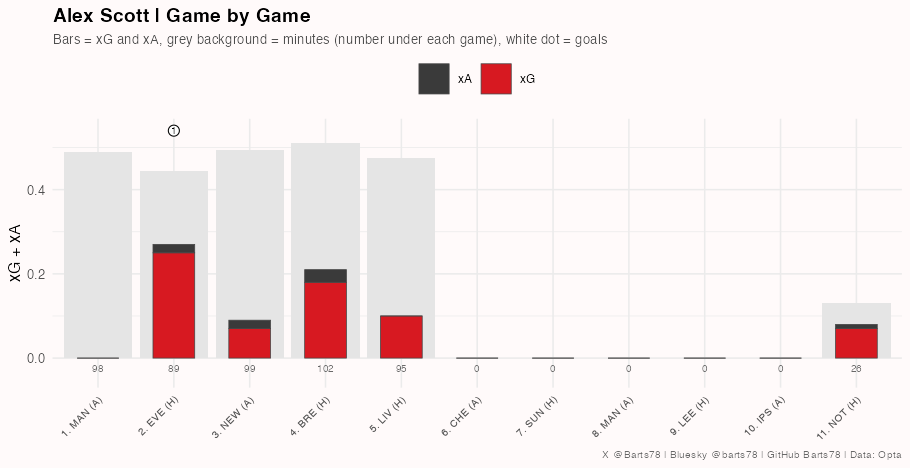 Alex Scott | Game by Game
Bars = xG and xA, grey background = minutes (number under each game), white dot = goals
xA xG
1
xG + xA
0.4
0.2
0.0
98 89 99 102 95 0 0 0 0 0 26
1. MAN (A) 2. EVE (H) 3. NEW (A) 4. BRE (H) 5. LIV (H) 6. CHE (A) 7. SUN (H) 8. MAN (A) 9. LEE (H) 10. IPS (A) 11. NOT (H)
X @Barts78 | Bluesky @barts78 | GitHub Barts78 | Data: Opta